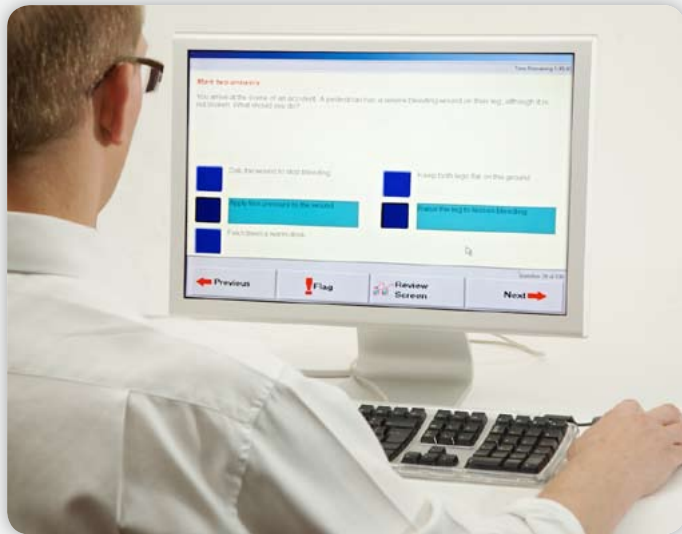 Time Remaining
Mark two answers
You arrive at the scene of an accident. A pedestrian has a severe bleeding wound on their leg, although it is
not broken. What should you do?
Dab the wound to stop bleeding
Keep both legs flat on the ground
Apply firm pressure to the wound
Raise the leg to lessen bleeding
Fetch them a warm drink
Question
Previous
Flag
Review
Screen
Next